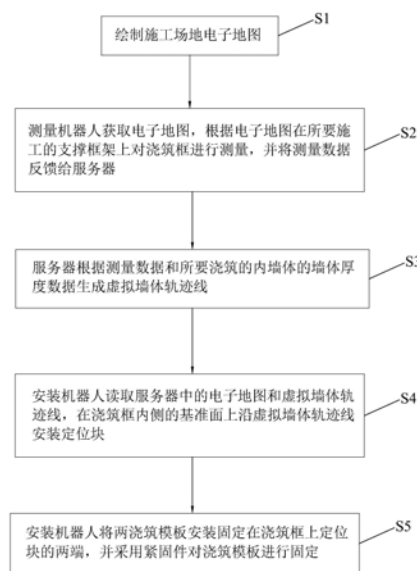 绘制施工场地电子地图
S1
测量机器人获取电子地图，根据电子地图在所要施
工的支撑框架上对浇筑框进行测量，并将测量数据
反馈给服务器
S2
服务器根据测量数据和所要浇筑的内墙体的墙体厚
度数据生成虚拟墙体轨迹线
S3
安装机器人读取服务器中的电子地图和虚拟墙体轨
迹线，在浇筑框内侧的基准面上沿虚拟墙体轨迹线
安装定位块
S4
安装机器人将两浇筑模板安装固定在浇筑框上定位
块的两端，并采用紧固件对浇筑模板进行固定
S5